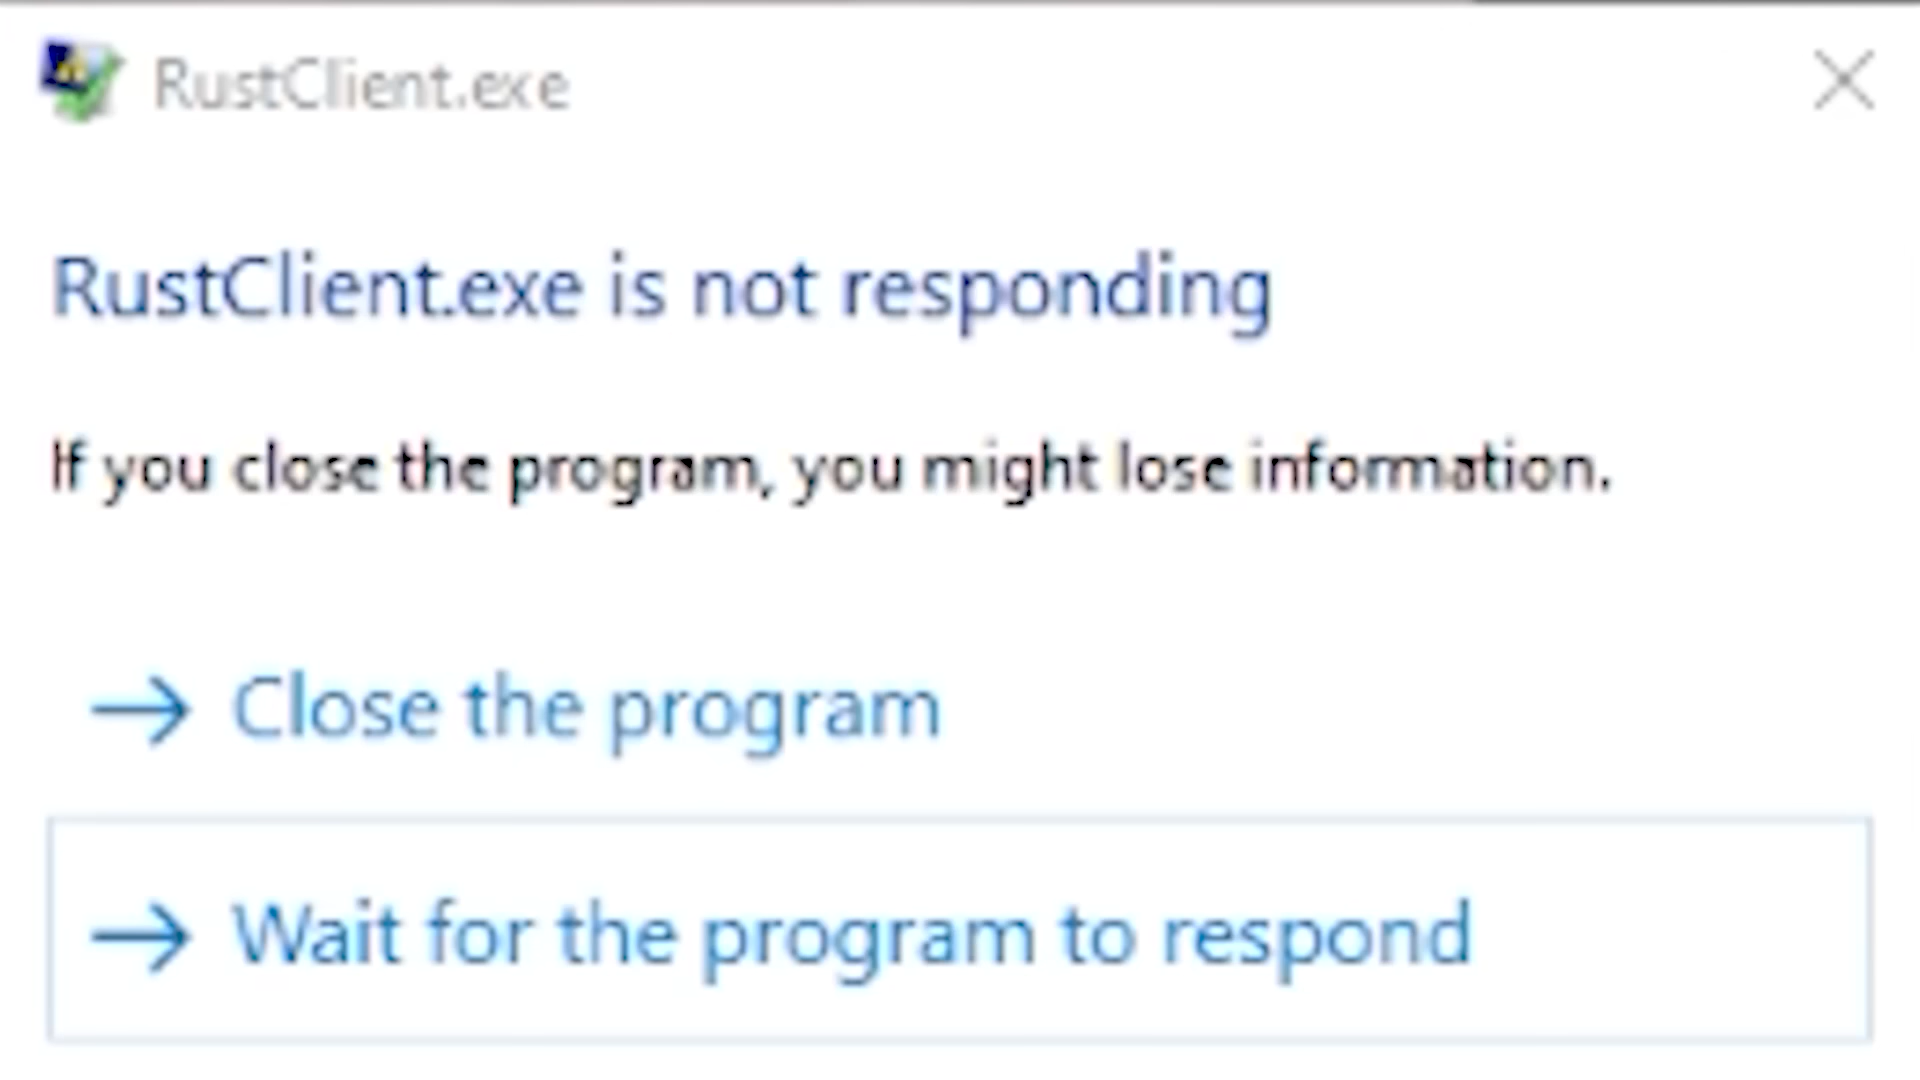 RustClient.exe
RustClient.exe is not responding
If you close the program, you might lose information.
Close the program
Wait for the program to respond